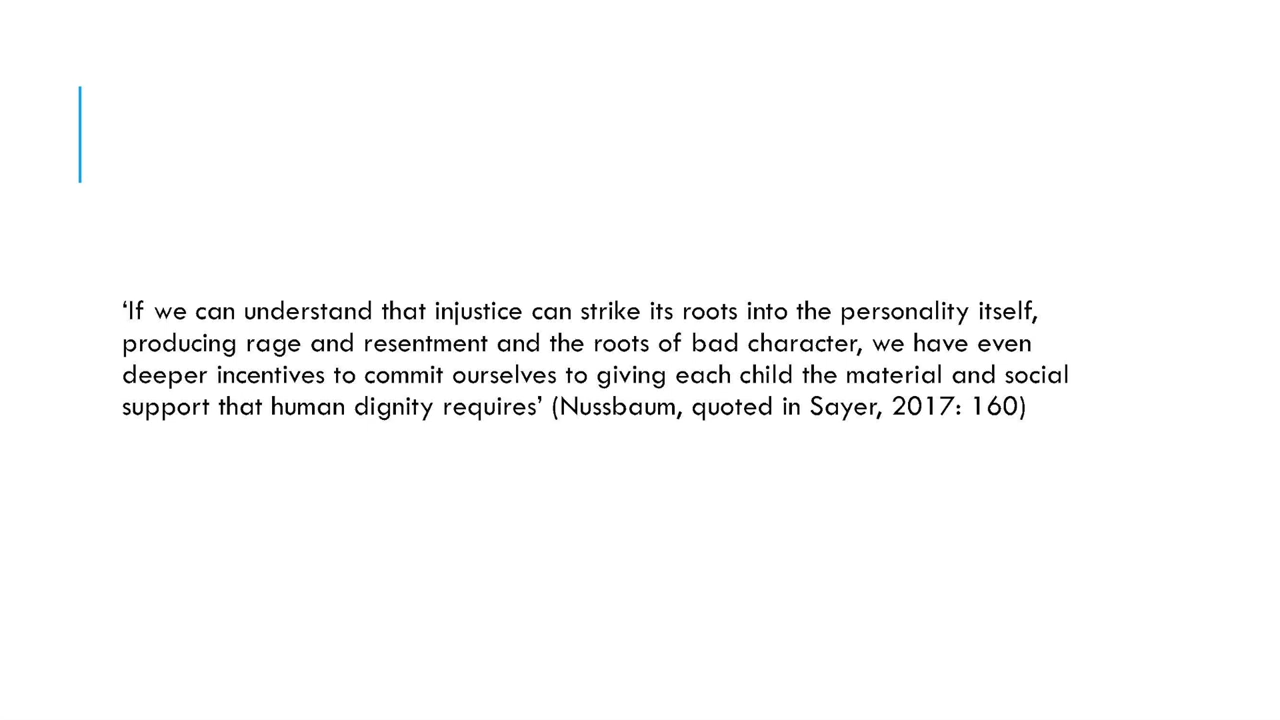 ‘If we can understand that injustice can strike its roots into the personality itself,
producing rage and resentment and the roots of bad character, we have even
deeper incentives to commit ourselves to giving each child the material and social
support that human dignity requires’ (Nussbaum, quoted in Sayer, 2017: 160)